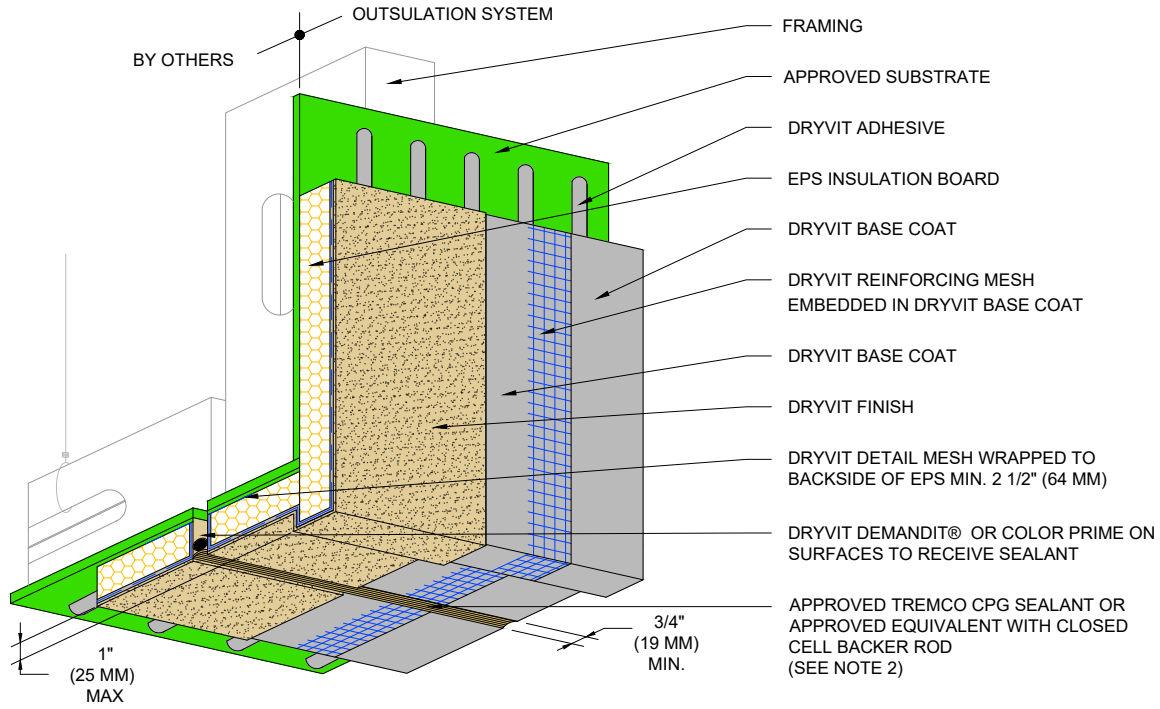 OUTSULATION SYSTEM
BY OTHERS
FRAMING
APPROVED SUBSTRATE
DRYVIT ADHESIVE
EPS INSULATION BOARD
DRYVIT BASE COAT
DRYVIT REINFORCING MESH
EMBEDDED IN DRYVIT BASE COAT
DRYVIT BASE COAT
DRYVIT FINISH
DRYVIT DETAIL MESH WRAPPED TO
BACKSIDE OF EPS MIN. 2 1/2" (64 MM)
DRYVIT DEMANDIT® OR COLOR PRIME ON
SURFACES TO RECEIVE SEALANT
APPROVED TREMCO CPG SEALANT OR
APPROVED EQUIVALENT WITH CLOSED
CELL BACKER ROD
(SEE NOTE 2)
3/4"
(19 MM)
MIN.
1"
(25 MM)
MAX